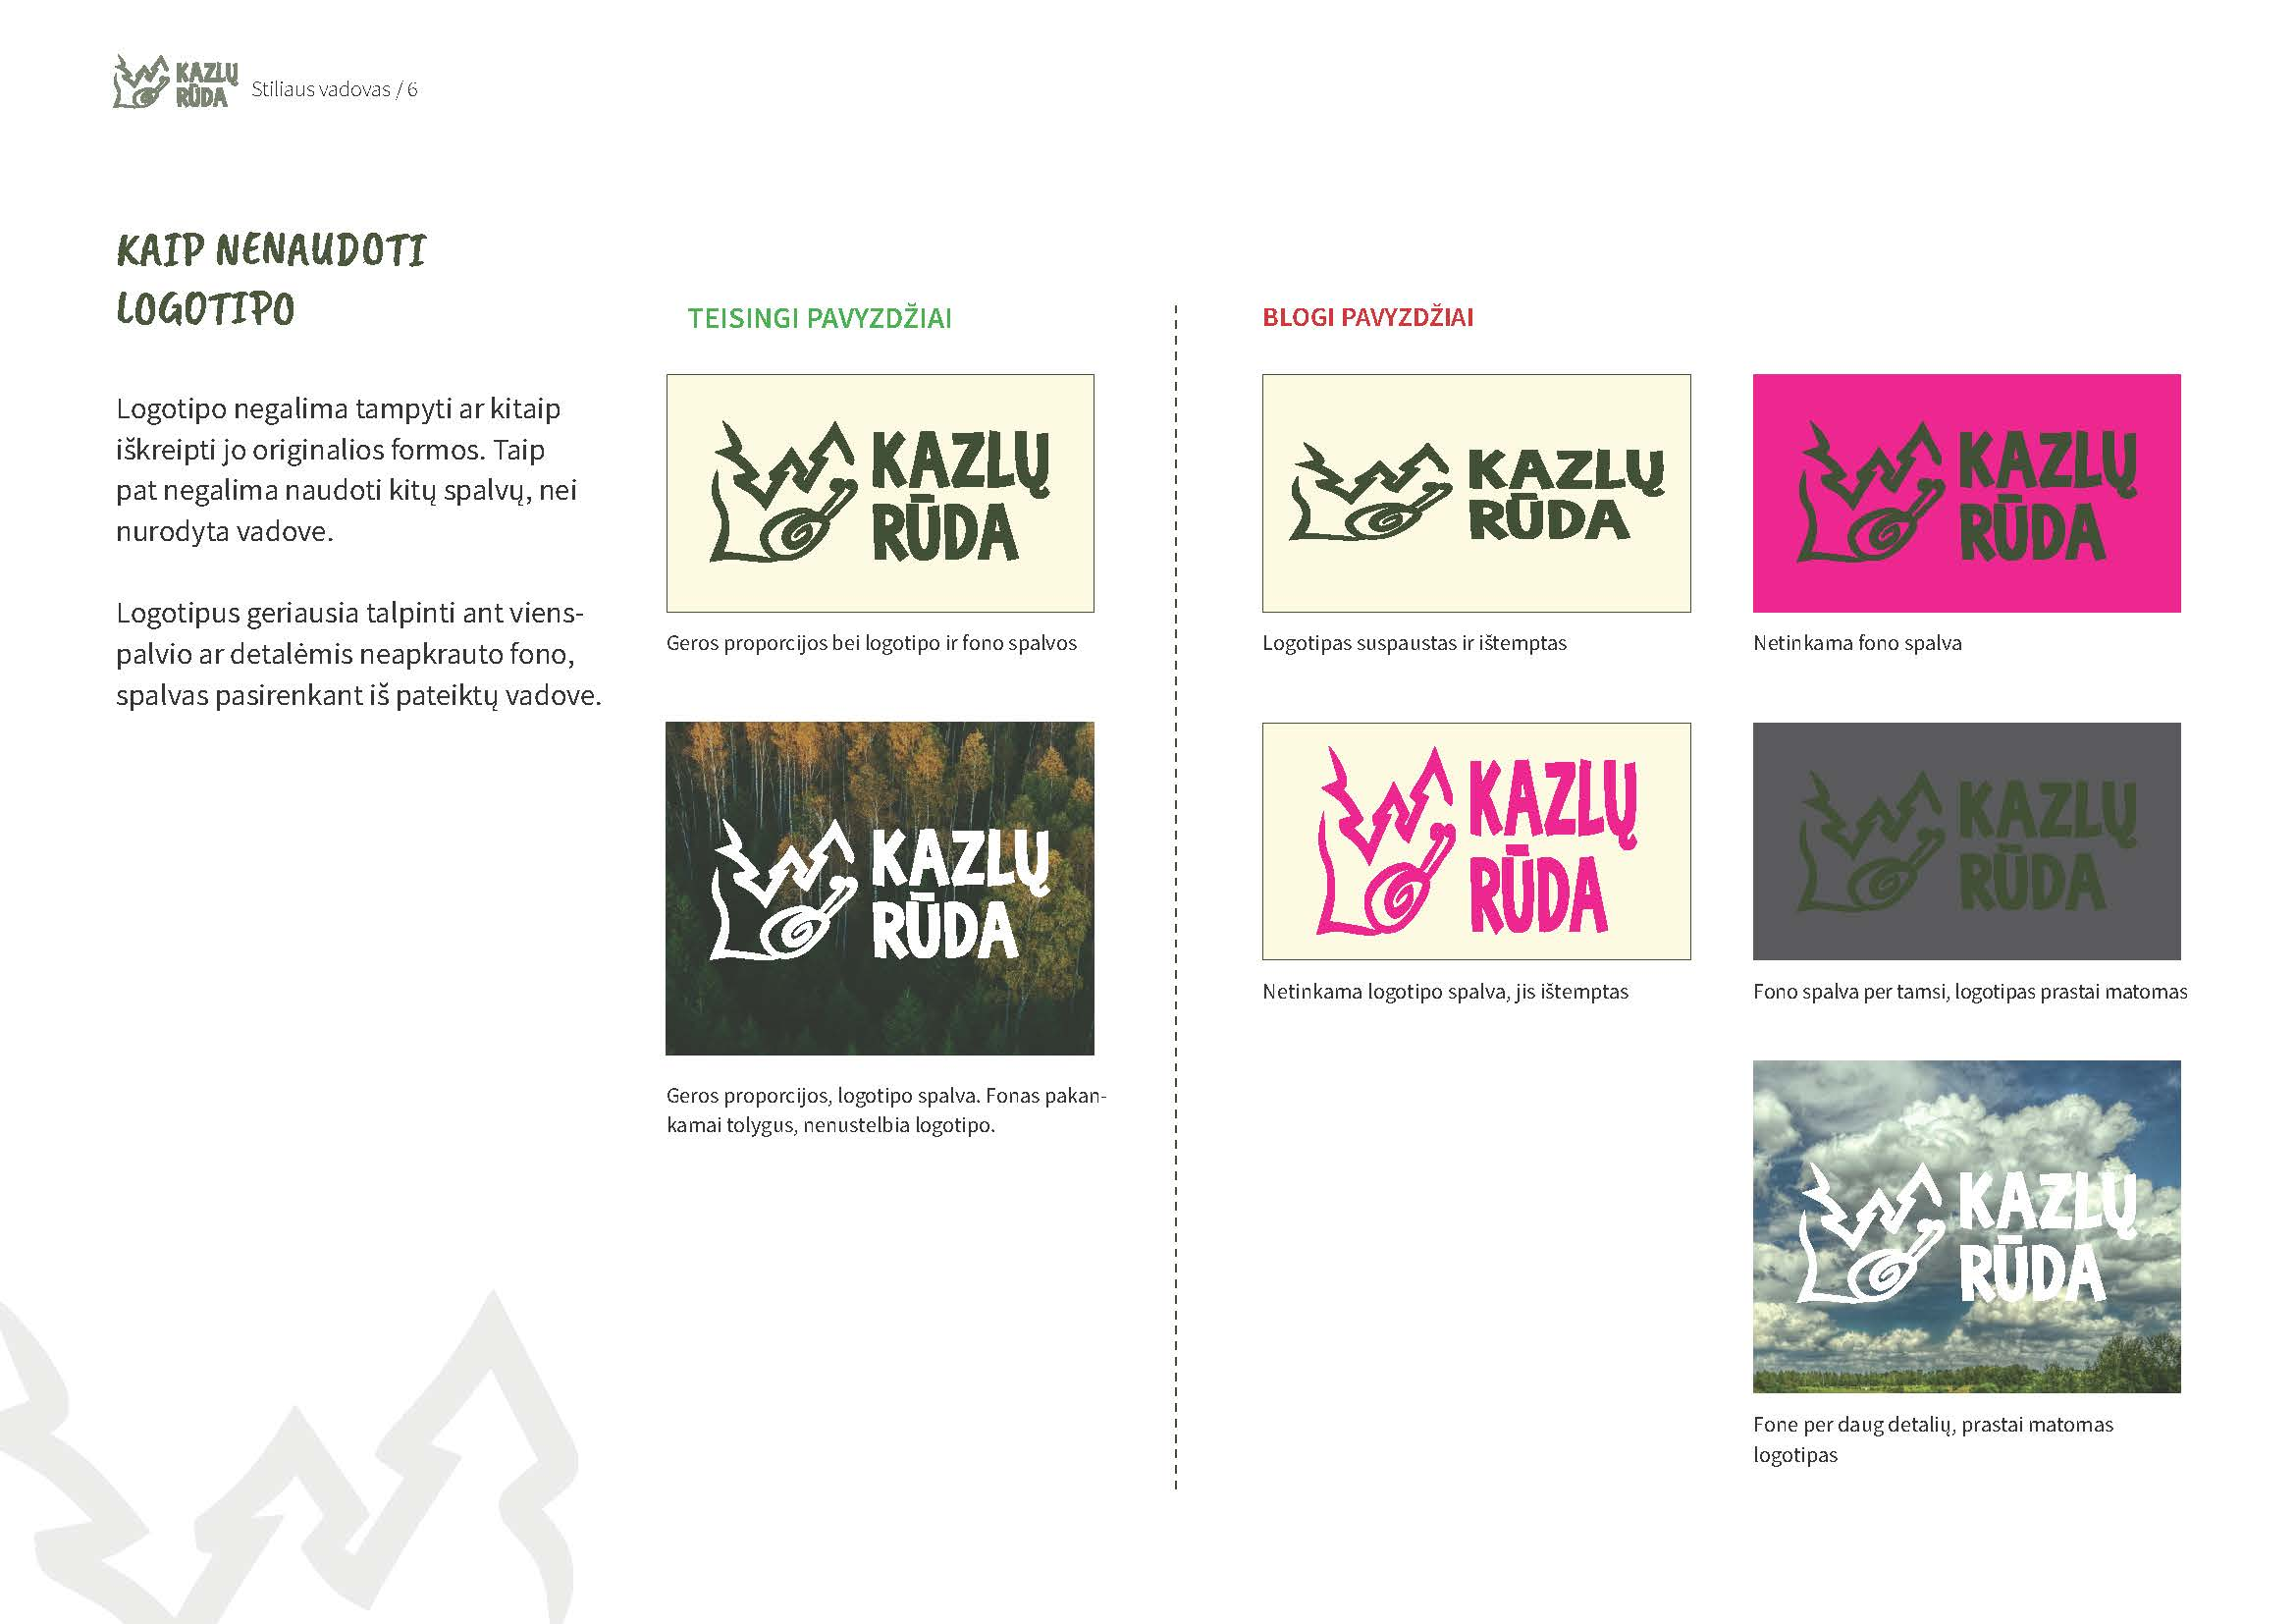 KAZLŲ
RŪDA
Stiliaus vadovas / 6
KAIP NENAUDOTI
LOGOTIPO
Logotipo negalima tampyti ar kitaip
iškreipti jo originalios formos. Taip
pat negalima naudoti kitų spalvų, nei
nurodyta vadove.
Logotipus geriausia talpinti ant viens-
palvio ar detalėmis neapkrauto fono,
spalvas pasirenkant iš pateiktų vadove.
TEISINGI PAVYZDŽIAI
KAZLŲ
RŪDA
Geros proporcijos bei logotipo ir fono spalvos
KAZLŲ
RŪDA
Geros proporcijos, logotipo spalva. Fonas pakan-
kamai tolygus, nenustelbia logotipo.
BLOGI PAVYZDŽIAI
KAZLŲ
RŪDA
Logotipas suspaustas ir ištemptas
KAZLŲ
RŪDA
Netinkama fono spalva
KAZLŲ
RŪDA
Netinkama logotipo spalva, jis ištemptas
KAZLŲ
RŪDA
Fono spalva per tamsi, logotipas prastai matomas
KAZLŲ
RŪDA
Fone per daug detalių, prastai matomas
logotipas